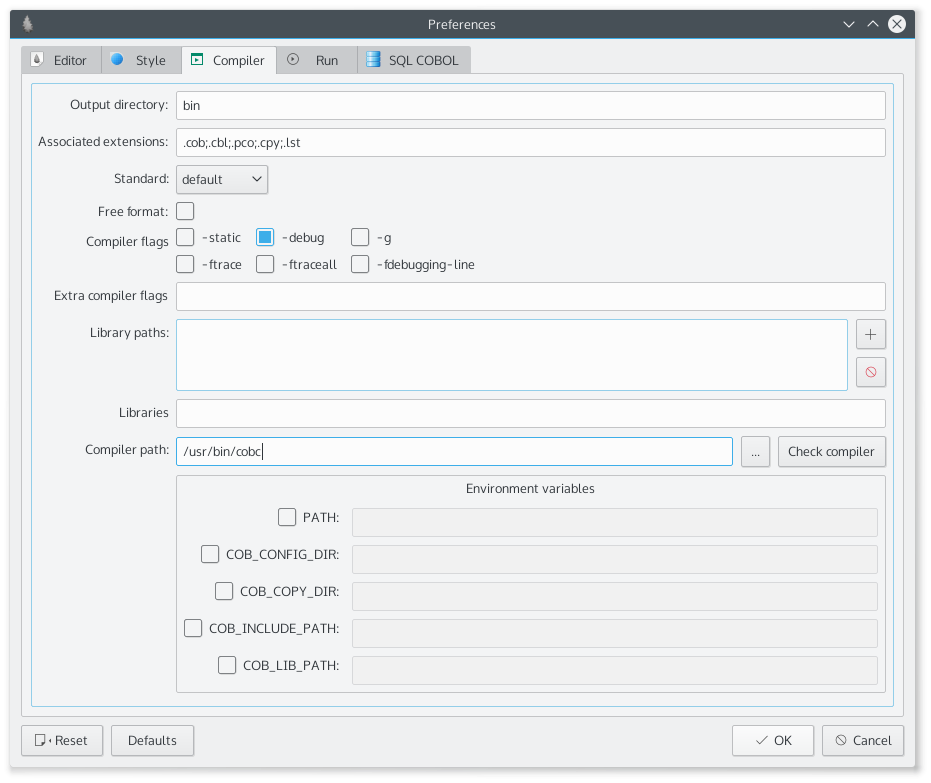 Preferences
Editor Style Compiler Run SQL COBOL
Output directory: bin
Associated extensions: .cob;.cbl;.pco;.cpy;.lst
Standard: default
Free format:
Compiler flags -static -debug -g
-ftrace -ftraceall -fdebugging-line
Extra compiler flags
Library paths:
Libraries
Compiler path: /usr/bin/cobc ... Check compiler
Environment variables
PATH:
COB_CONFIG_DIR:
COB_COPY_DIR:
COB_INCLUDE_PATH:
COB_LIB_PATH:
Reset Defaults OK Cancel